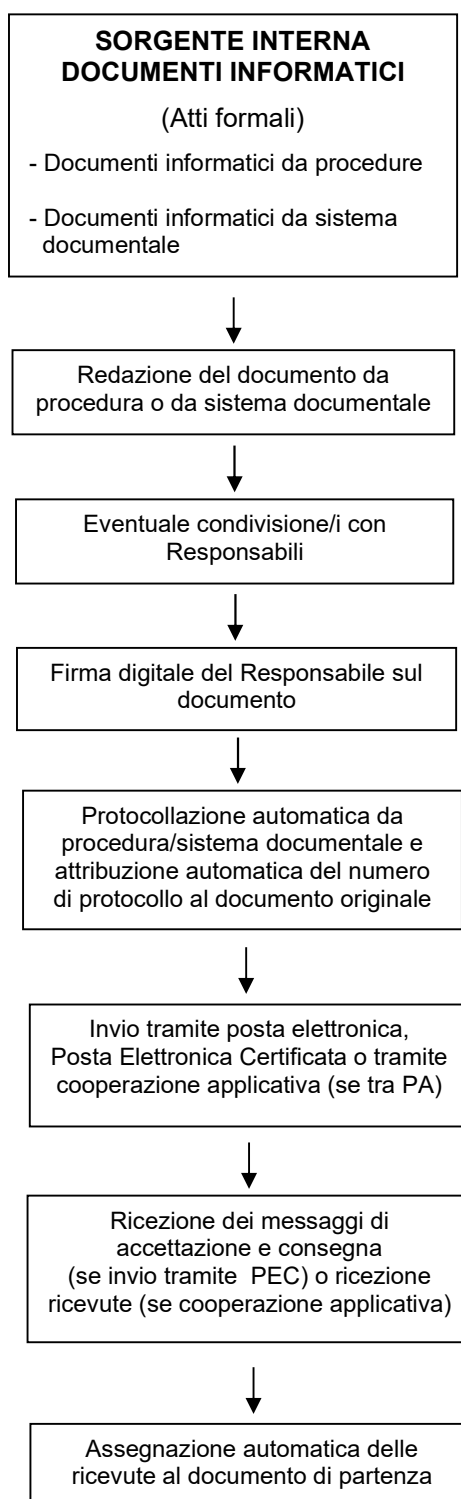 SORGENTE INTERNA
DOCUMENTI INFORMATICI
(Atti formali)
- Documenti informatici da procedure
- Documenti informatici da sistema
documentale
Redazione del documento da
procedura o da sistema documentale
Eventuale condivisione/i con
Responsabili
Firma digitale del Responsabile sul
documento
Protocollazione automatica da
procedura/sistema documentale e
attribuzione automatica del numero
di protocollo al documento originale
Invio tramite posta elettronica,
Posta Elettronica Certificata o tramite
cooperazione applicativa (se tra PA)
Ricezione dei messaggi di
accettazione e consegna
(se invio tramite PEC) o ricezione
ricevute (se cooperazione applicativa)
Assegnazione automatica delle
ricevute al documento di partenza